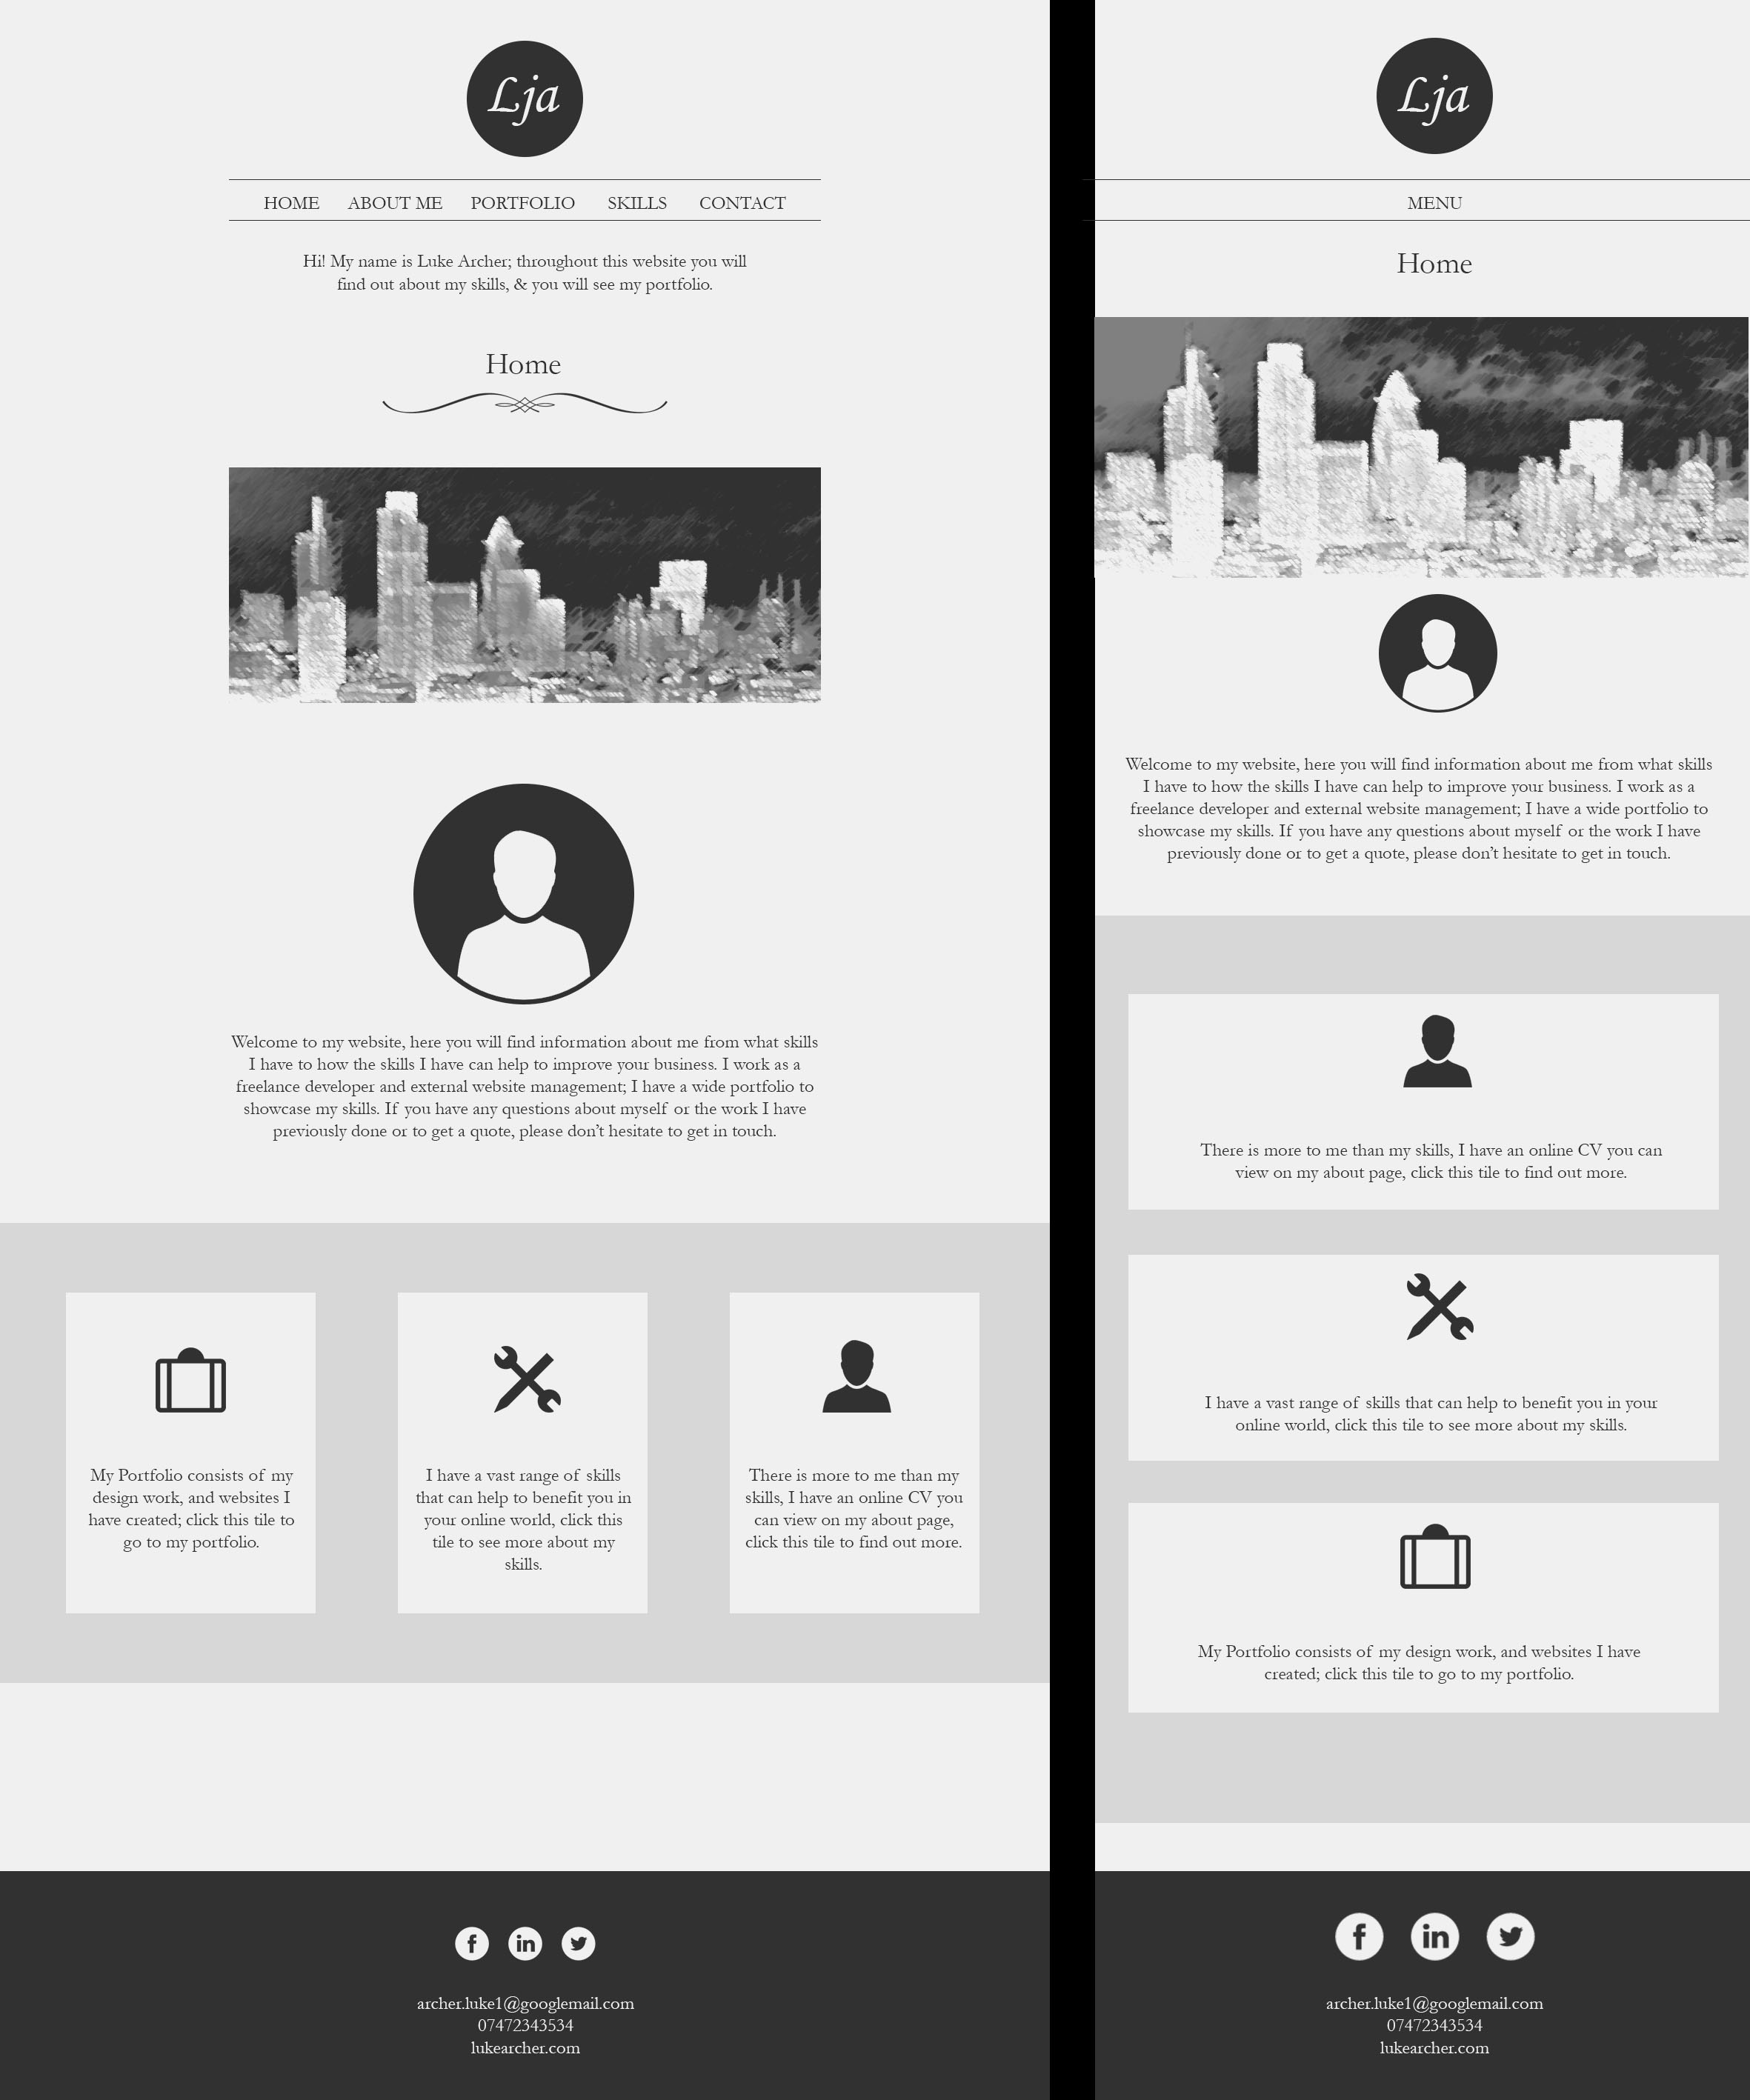 Lja
HOME ABOUT ME PORTFOLIO SKILLS CONTACT
Hi! My name is Luke Archer; throughout this website you will
find out about my skills, & you will see my portfolio.
Home
Welcome to my website, here you will find information about me from what skills
I have to how the skills I have can help to improve your business. I work as a
freelance developer and external website management; I have a wide portfolio to
showcase my skills. If you have any questions about myself or the work I have
previously done or to get a quote, please don’t hesitate to get in touch.
My Portfolio consists of my
design work, and websites I
have created; click this tile to
go to my portfolio.
I have a vast range of skills
that can help to benefit you in
your online world, click this
tile to see more about my
skills.
There is more to me than my
skills, I have an online CV you
can view on my about page,
click this tile to find out more.
f in
archer.luke1@googlemail.com
07472343534
lukearcher.com
Lja
MENU
Home
Welcome to my website, here you will find information about me from what skills
I have to how the skills I have can help to improve your business. I work as a
freelance developer and external website management; I have a wide portfolio to
showcase my skills. If you have any questions about myself or the work I have
previously done or to get a quote, please don’t hesitate to get in touch.
There is more to me than my skills, I have an online CV you can
view on my about page, click this tile to find out more.
I have a vast range of skills that can help to benefit you in your
online world, click this tile to see more about my skills.
My Portfolio consists of my design work, and websites I have
created; click this tile to go to my portfolio.
f in
archer.luke1@googlemail.com
07472343534
lukearcher.com